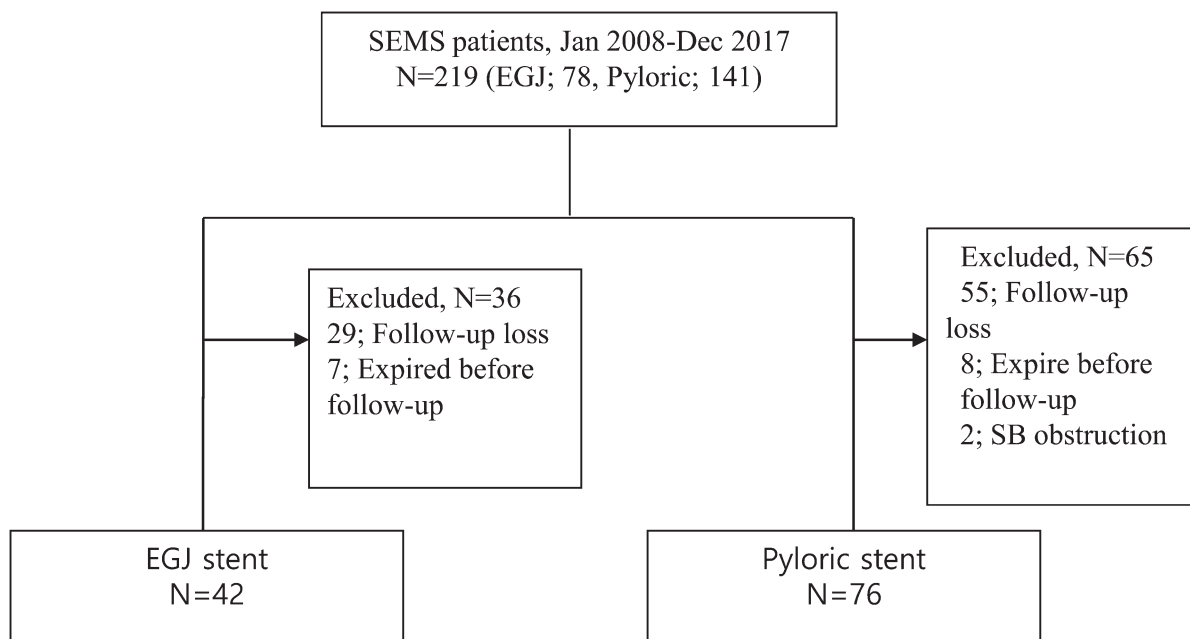 SEMS patients, Jan 2008-Dec 2017
N=219 (EGJ; 78, Pyloric; 141)
Excluded, N=36
29; Follow-up loss
7; Expired before
follow-up
Excluded, N=65
55; Follow-up
loss
8; Expire before
follow-up
2; SB obstruction
EGJ stent
N=42
Pyloric stent
N=76